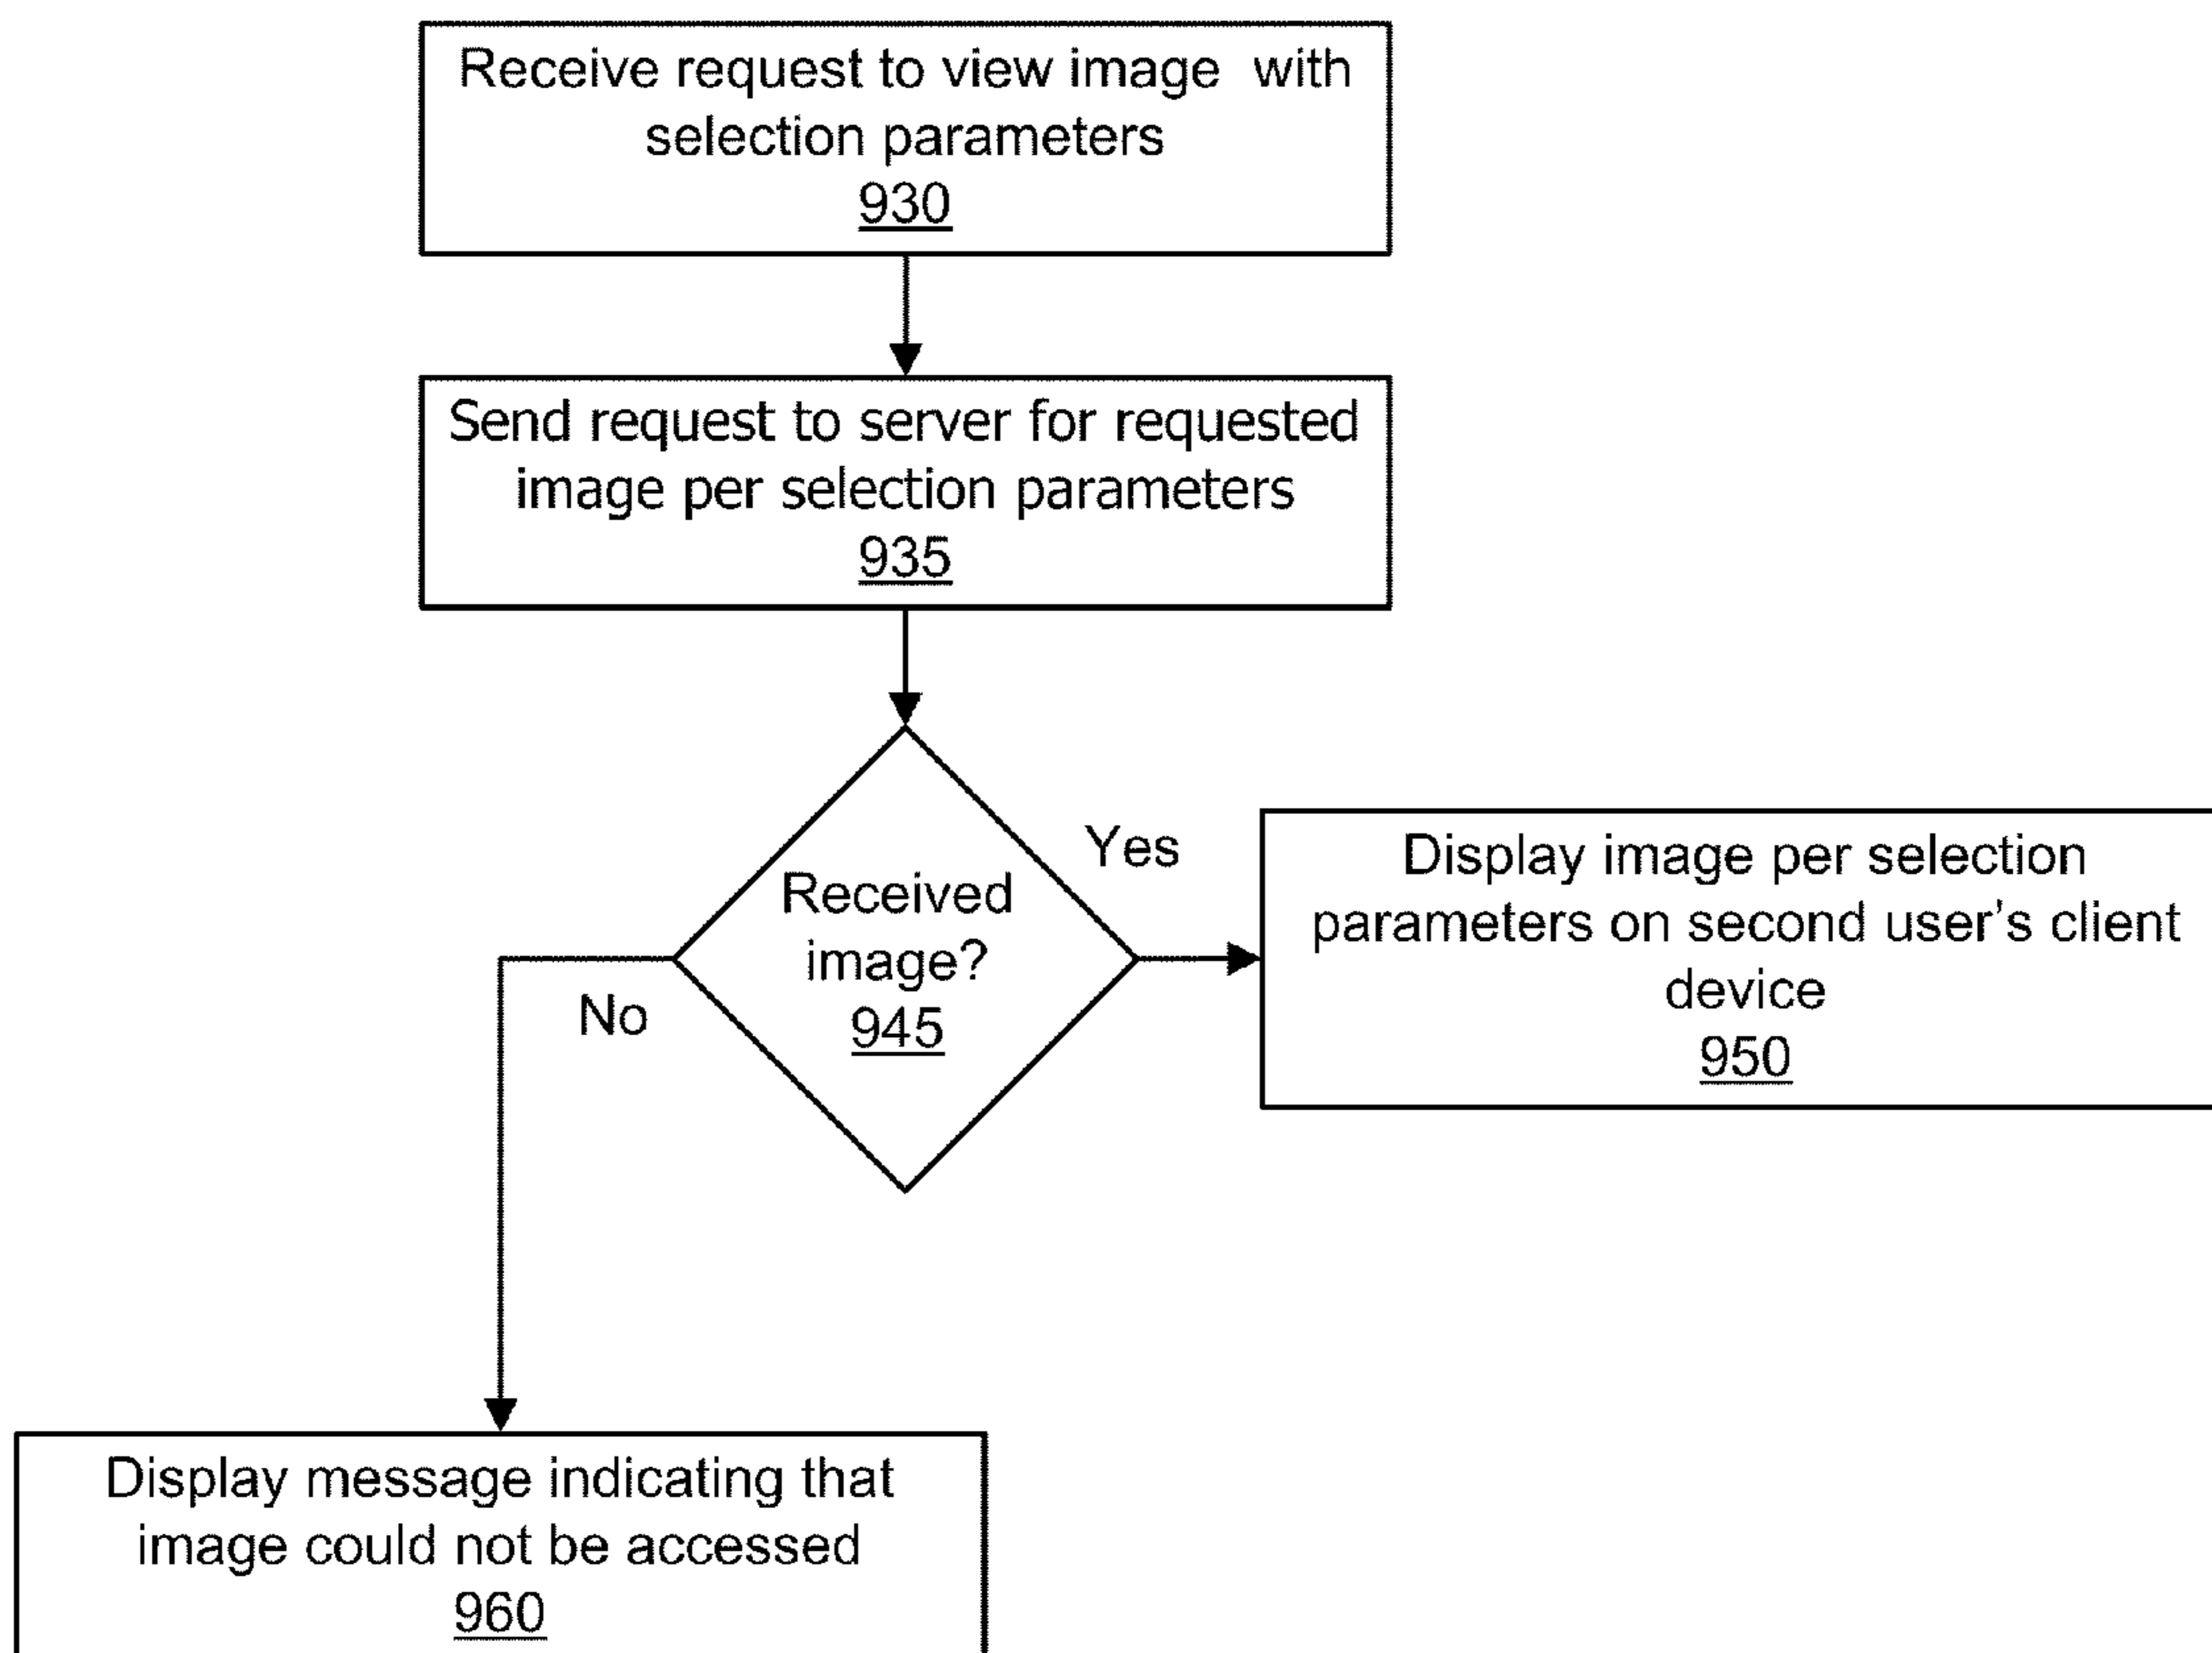 Receive request to view image with
selection parameters
930
Send request to server for requested
image per selection parameters
935
Received
image?
945
Yes
No
Display image per selection
parameters on second user's client
device
950
Display message indicating that
image could not be accessed
960